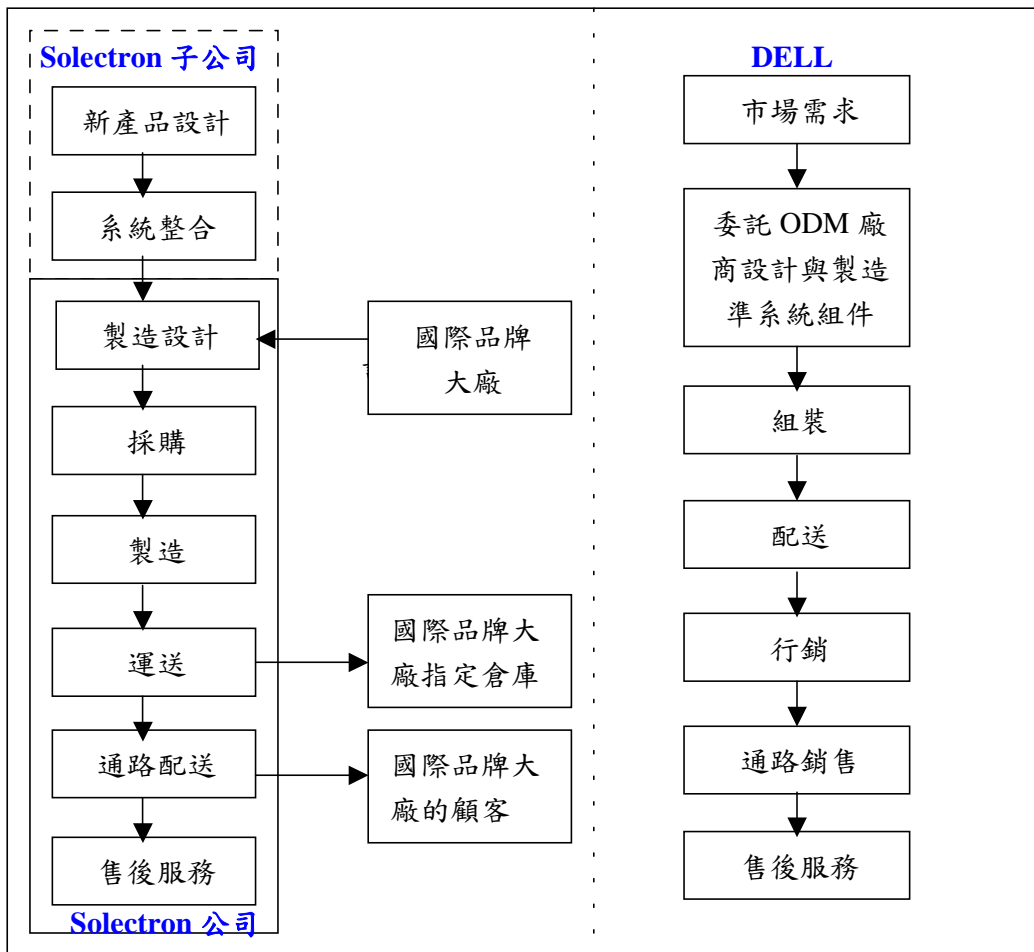 Solectron 子公司
新產品設計
系統整合
製造設計
採購
製造
運送
通路配送
售後服務
Solectron 公司
國際品牌
大廠
國際品牌大
廠指定倉庫
國際品牌大
廠的顧客
DELL
市場需求
委託 ODM 廠
商設計與製造
準系統組件
組裝
配送
行銷
通路銷售
售後服務